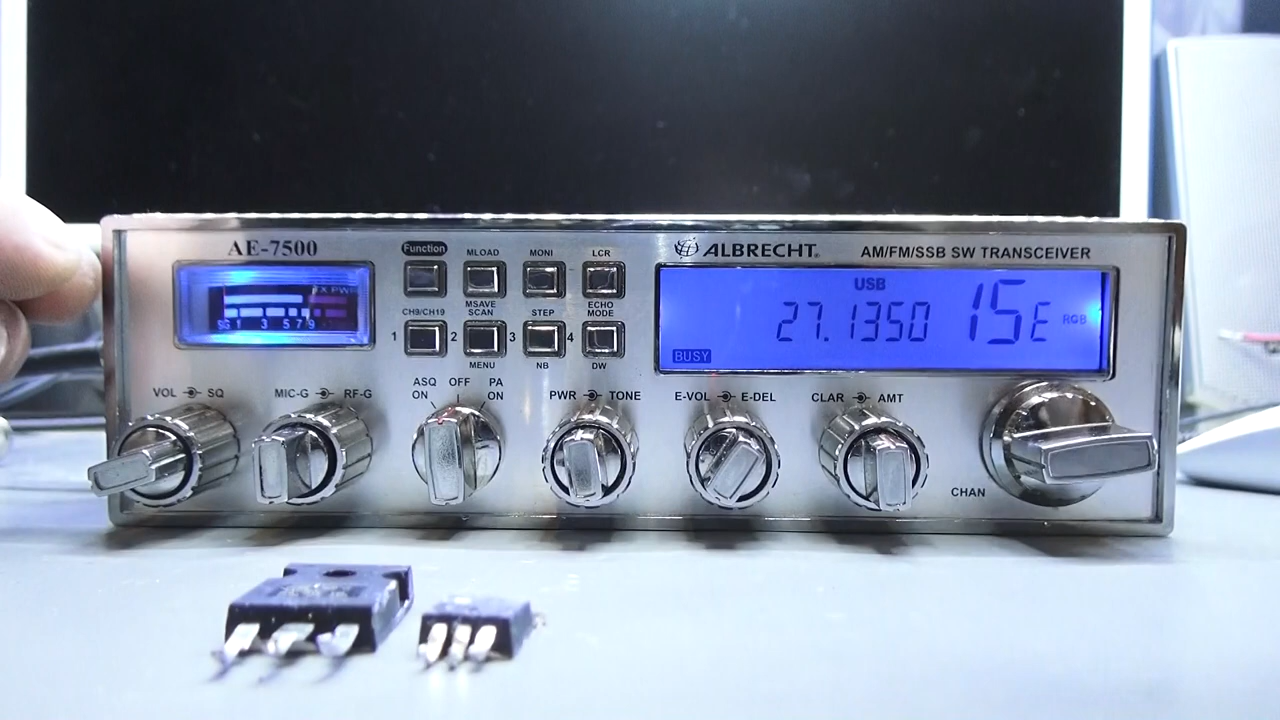 AE-7500
Function MLOAD MONI LCR
ALBRECHT AM/FM/SSB SW TRANSCEIVER
TX PWR
SG 1 3 5 7 9
MSAVE
CH9/CH19 SCAN STEP ECHO MODE
1 2 3 4
MENU NB DW
USB
27.1350 15E RGB
BUSY
VOL SQ
MIC-G RF-G
ASQ ON OFF PA ON
PWR TONE
E-VOL E-DEL
CLAR AMT
CHAN